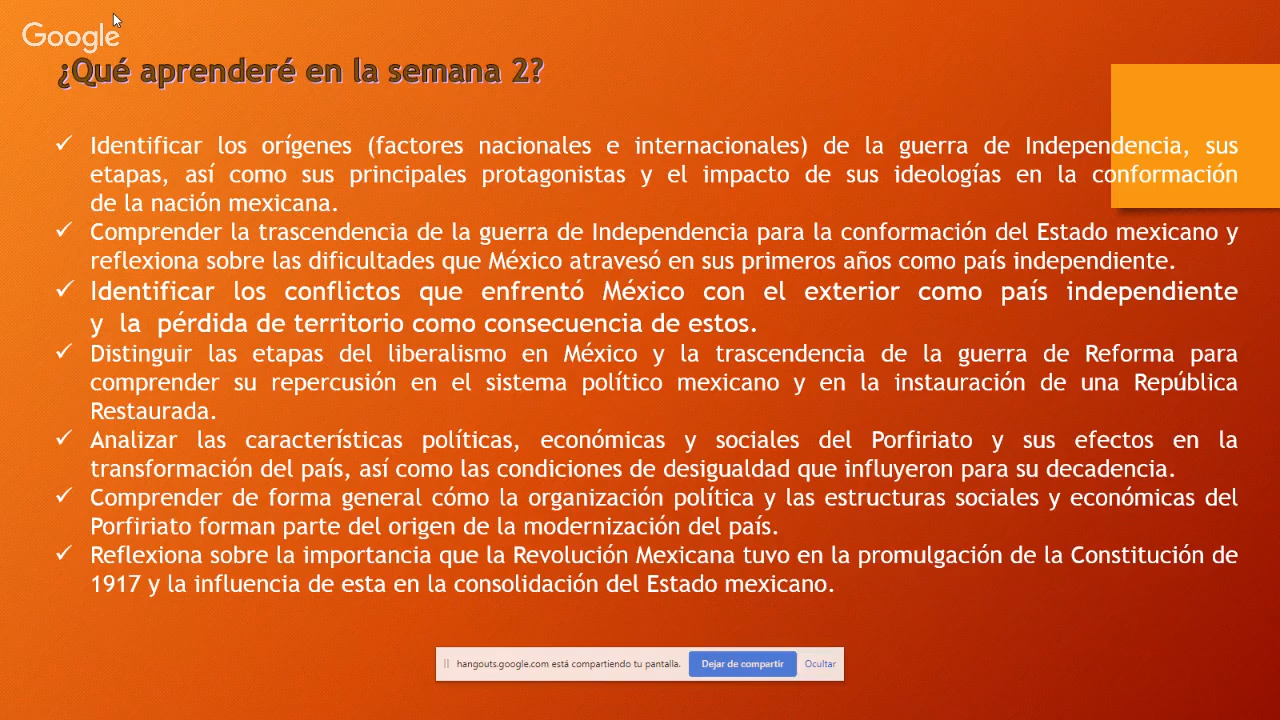 Google
¿Qué aprenderé en la semana 2?
✓ Identificar los orígenes (factores nacionales e internacionales) de la guerra de Independencia, sus
etapas, así como sus principales protagonistas y el impacto de sus ideologías en la conformación
de la nación mexicana.
✓ Comprender la trascendencia de la guerra de Independencia para la conformación del Estado mexicano y
reflexiona sobre las dificultades que México atravesó en sus primeros años como país independiente.
✓ Identificar los conflictos que enfrentó México con el exterior como país independiente
y la pérdida de territorio como consecuencia de estos.
✓ Distinguir las etapas del liberalismo en México y la trascendencia de la guerra de Reforma para
comprender su repercusión en el sistema político mexicano y en la instauración de una República
Restaurada.
✓ Analizar las características políticas, económicas y sociales del Porfiriato y sus efectos en la
transformación del país, así como las condiciones de desigualdad que influyeron para su decadencia.
✓ Comprender de forma general cómo la organización política y las estructuras sociales y económicas del
Porfiriato forman parte del origen de la modernización del país.
✓ Reflexiona sobre la importancia que la Revolución Mexicana tuvo en la promulgación de la Constitución de
1917 y la influencia de esta en la consolidación del Estado mexicano.
hangouts.google.com está compartiendo tu pantalla. Dejar de compartir Ocultar